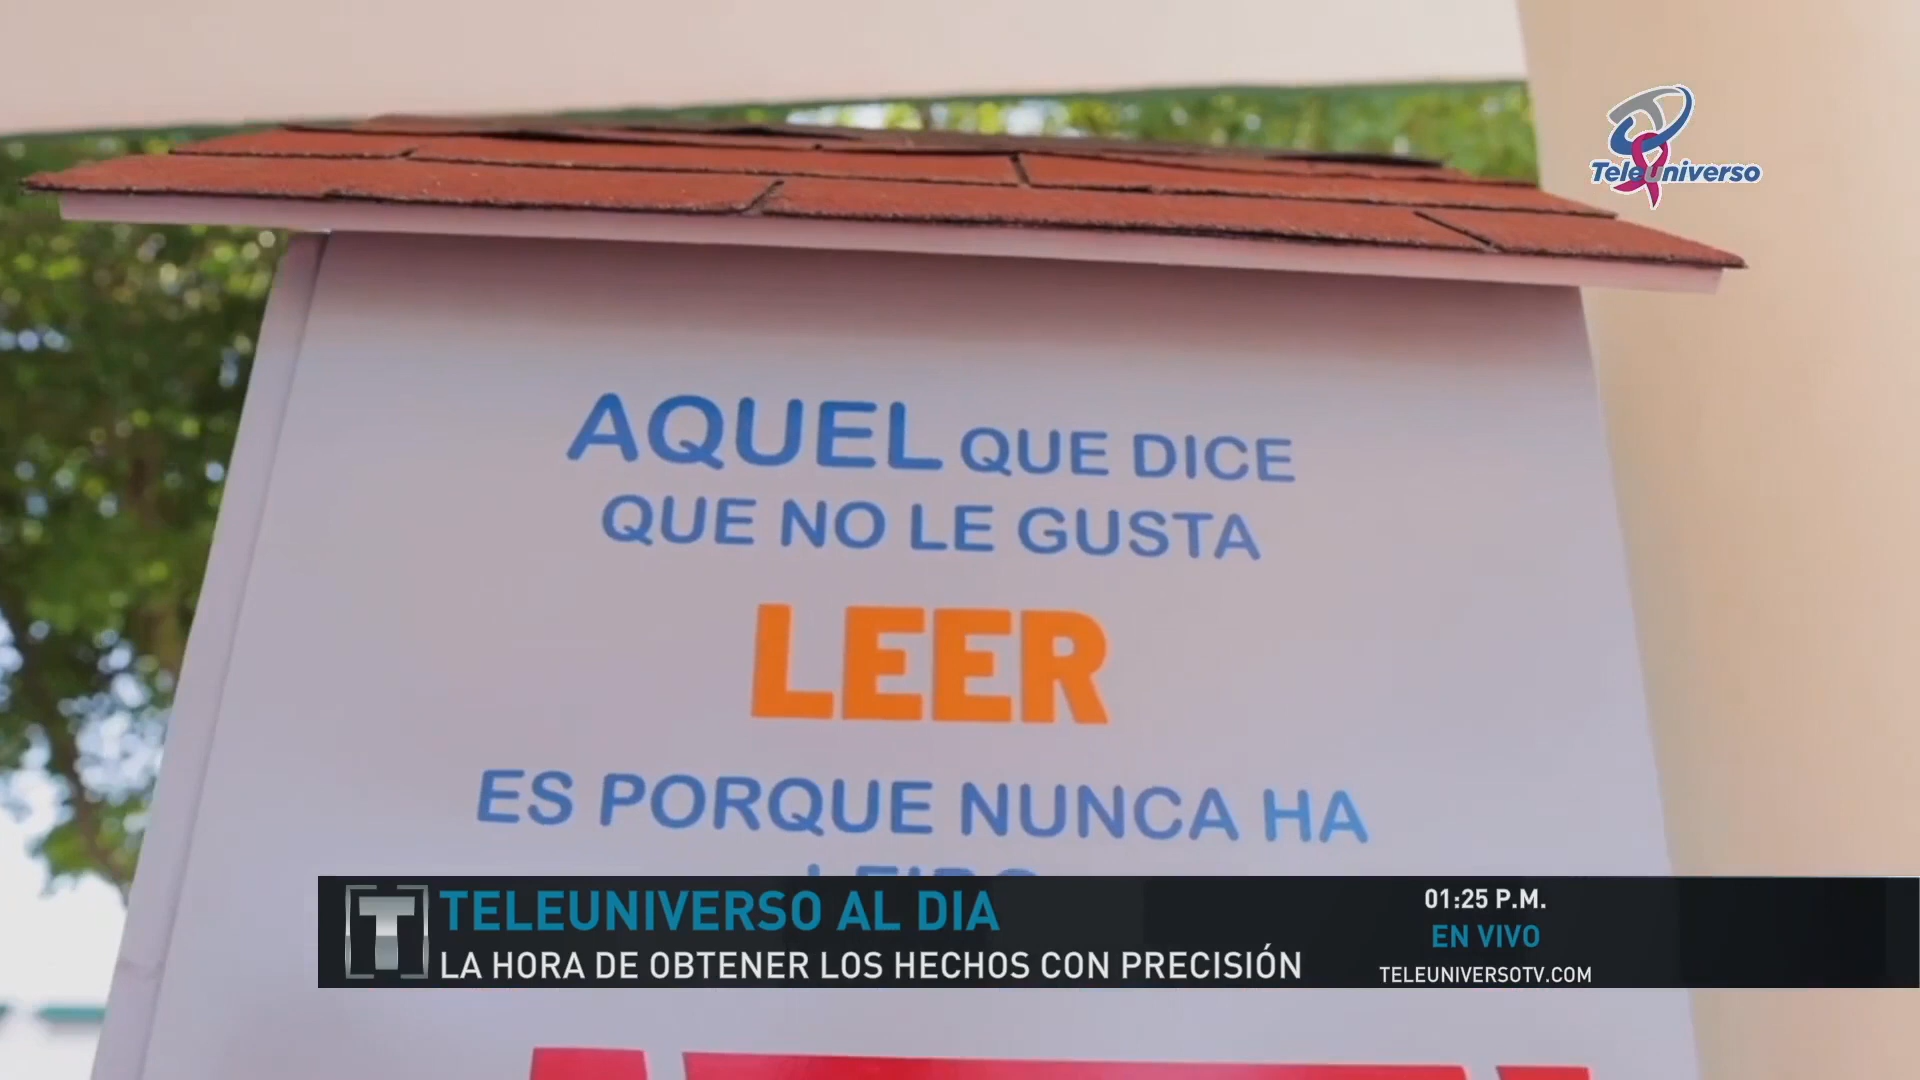 TeleUniverso
AQUEL QUE DICE
QUE NO LE GUSTA
LEER
ES PORQUE NUNCA HA
TELEUNIVERSO AL DIA
LA HORA DE OBTENER LOS HECHOS CON PRECISIÓN
01:25 P.M.
EN VIVO
TELEUNIVERSOTV.COM